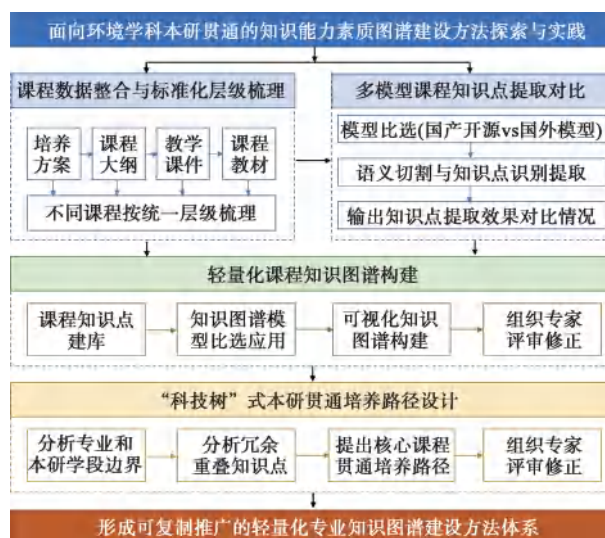 面向环境学科本研贯通的知识能力素质图谱建设方法探索与实践
课程数据整合与标准化层级梳理
培养
方案
课程
大纲
教学
课件
课程
教材
不同课程按统一层级梳理
多模型课程知识点提取对比
模型比选(国产开源vs国外模型)
语义切割与知识点识别提取
输出知识点提取效果对比情况
轻量化课程知识图谱构建
课程知识点
建库
知识图谱模
型比选应用
可视化知识
图谱构建
组织专家
评审修正
“科技树”式本研贯通培养路径设计
分析专业和
本研学段边界
分析冗余
重叠知识点
提出核心课程
贯通培养路径
组织专家
评审修正
形成可复制推广的轻量化专业知识图谱建设方法体系